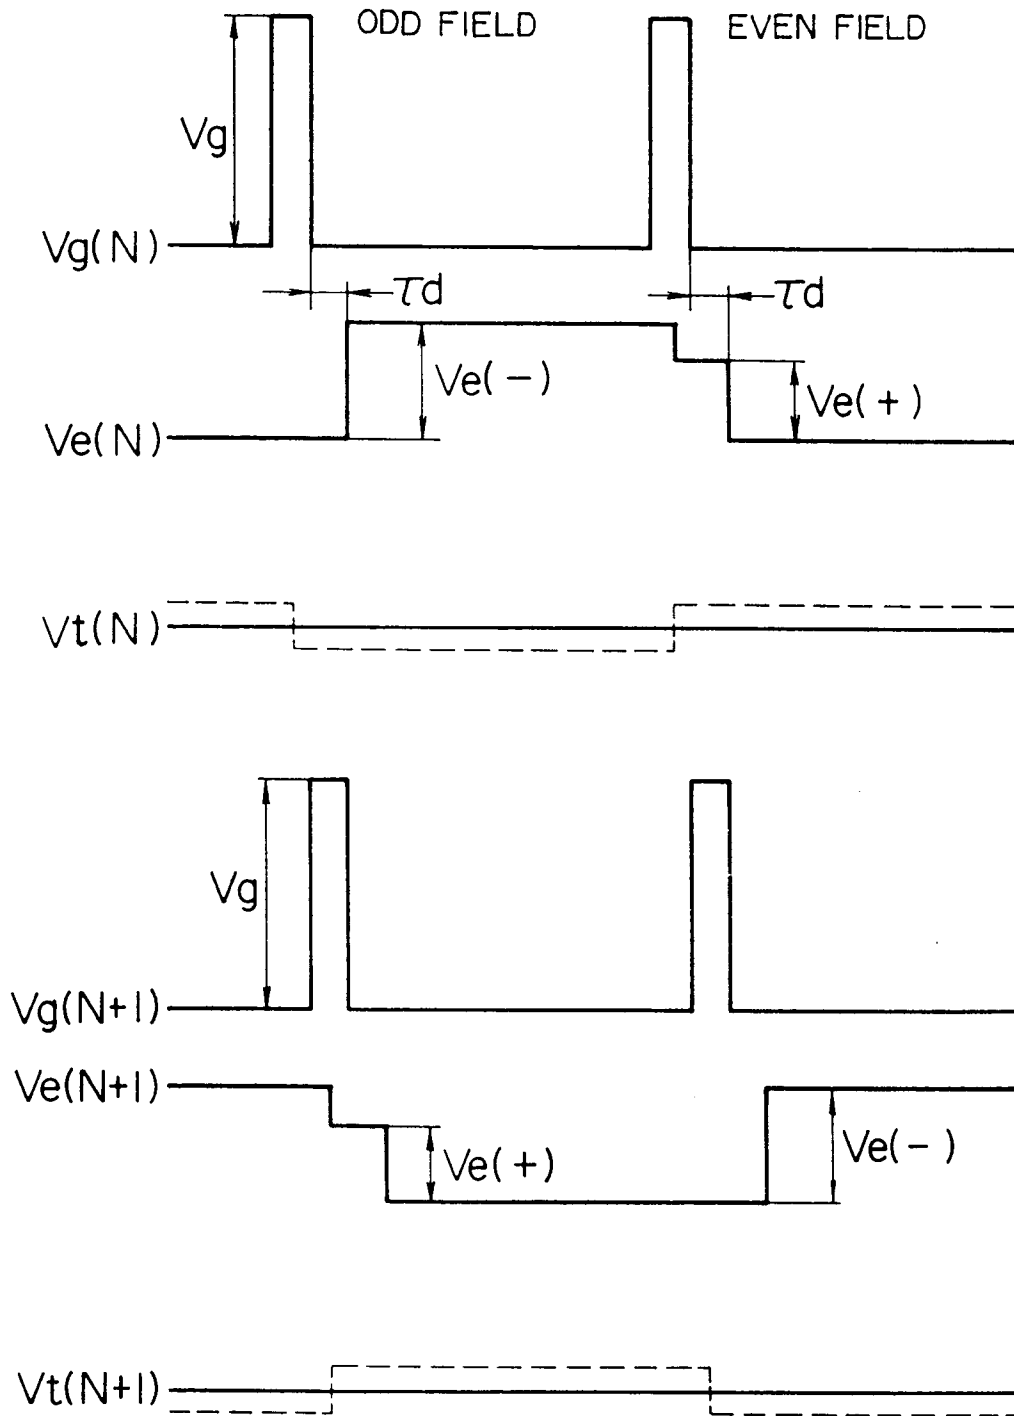 ODD FIELD EVEN FIELD
Vg
Vg(N)
τd τd
Ve(-)
Ve(+)
Ve(N)
Vt(N)
Vg
Vg(N+1)
Ve(N+1)
Ve(+) Ve(-)
Vt(N+1)